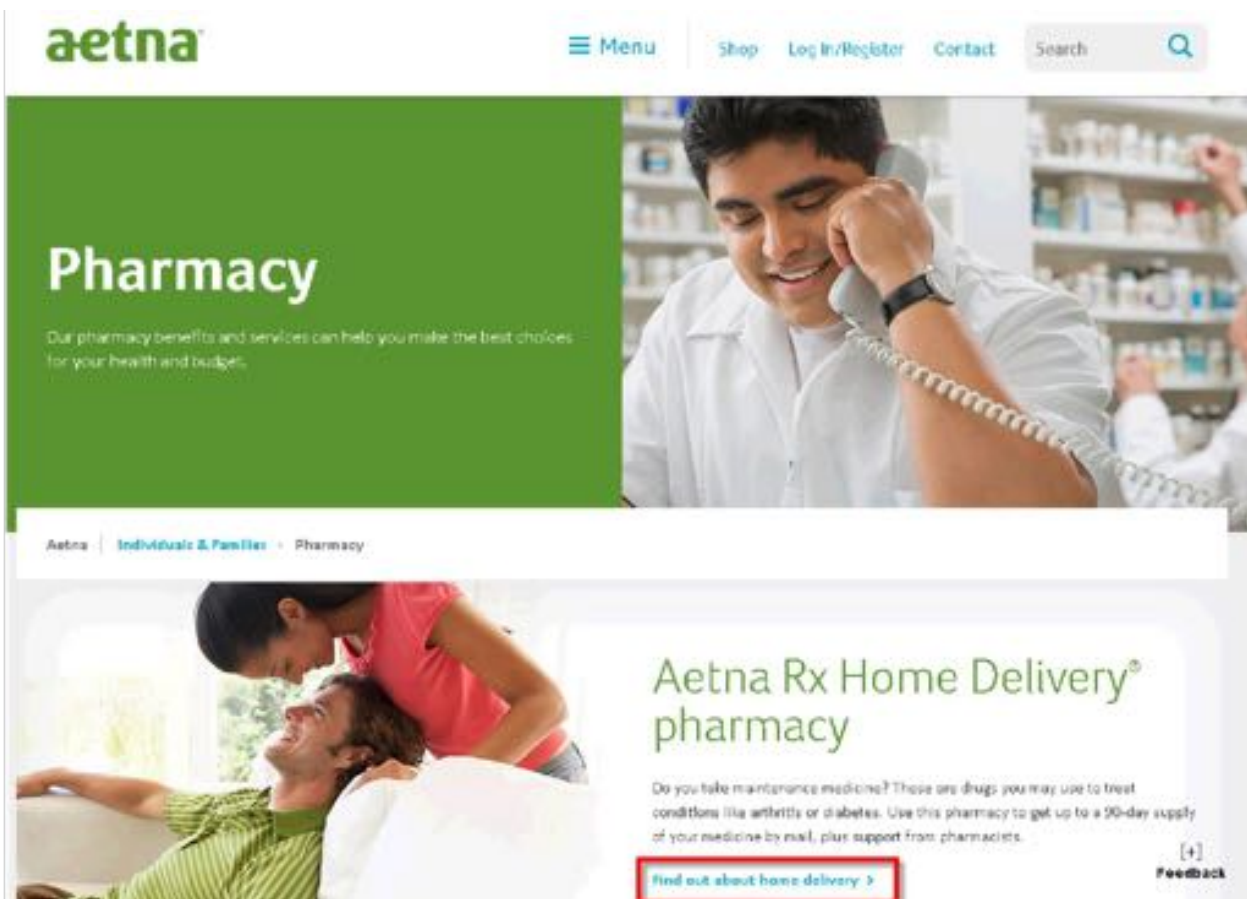 aetna
Menu
Shop
Log In/Register
Contact
Search
Pharmacy
Our pharmacy benefits and services can help you make the best choices
for your health and budget.
Aetna | Individuals & Families > Pharmacy
Aetna Rx Home Delivery®
pharmacy
Do you take maintenance medicine? These are drugs you may use to treat
conditions like arthritis or diabetes. Use this pharmacy to get up to a 90-day supply
of your medicine by mail, plus support from pharmacists.
[+]
Feedback
Find out about home delivery >